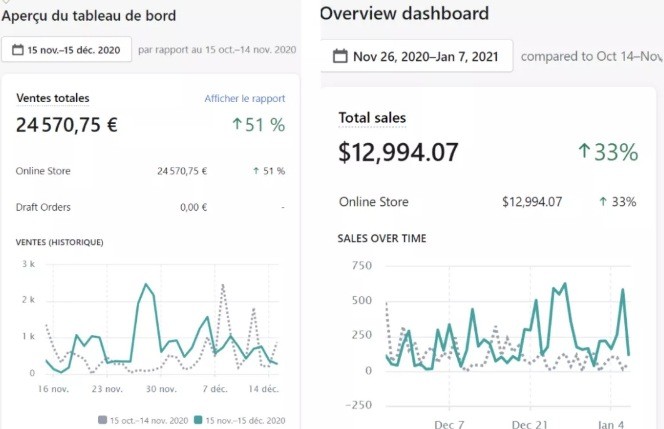 Aperçu du tableau de bord
15 nov.–15 déc. 2020 par rapport au 15 oct.–14 nov. 2020
Ventes totales Afficher le rapport
24 570,75 € ↑51 %
Online Store 24 570,75 € ↑ 51 %
Draft Orders 0,00 € -
VENTES (HISTORIQUE)
3 k
2 k
1 k
0
16 nov. 23 nov. 30 nov. 7 déc. 14 déc.
15 oct.–14 nov. 2020 15 nov.–15 déc. 2020
Overview dashboard
Nov 26, 2020–Jan 7, 2021 compared to Oct 14–Nov
Total sales
$12,994.07 ↑33%
Online Store $12,994.07 ↑ 33%
SALES OVER TIME
750
500
250
0
−250
Dec 7 Dec 21 Jan 4